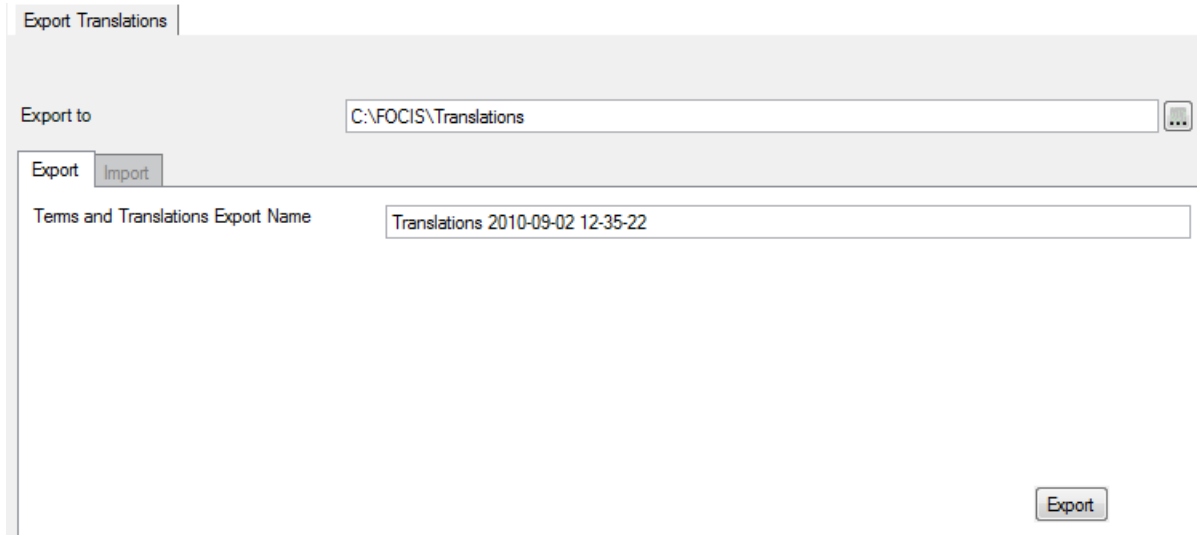 Export Translations
Export to C:\FOCIS\Translations ...
Export Import
Terms and Translations Export Name Translations 2010-09-02 12-35-22
Export